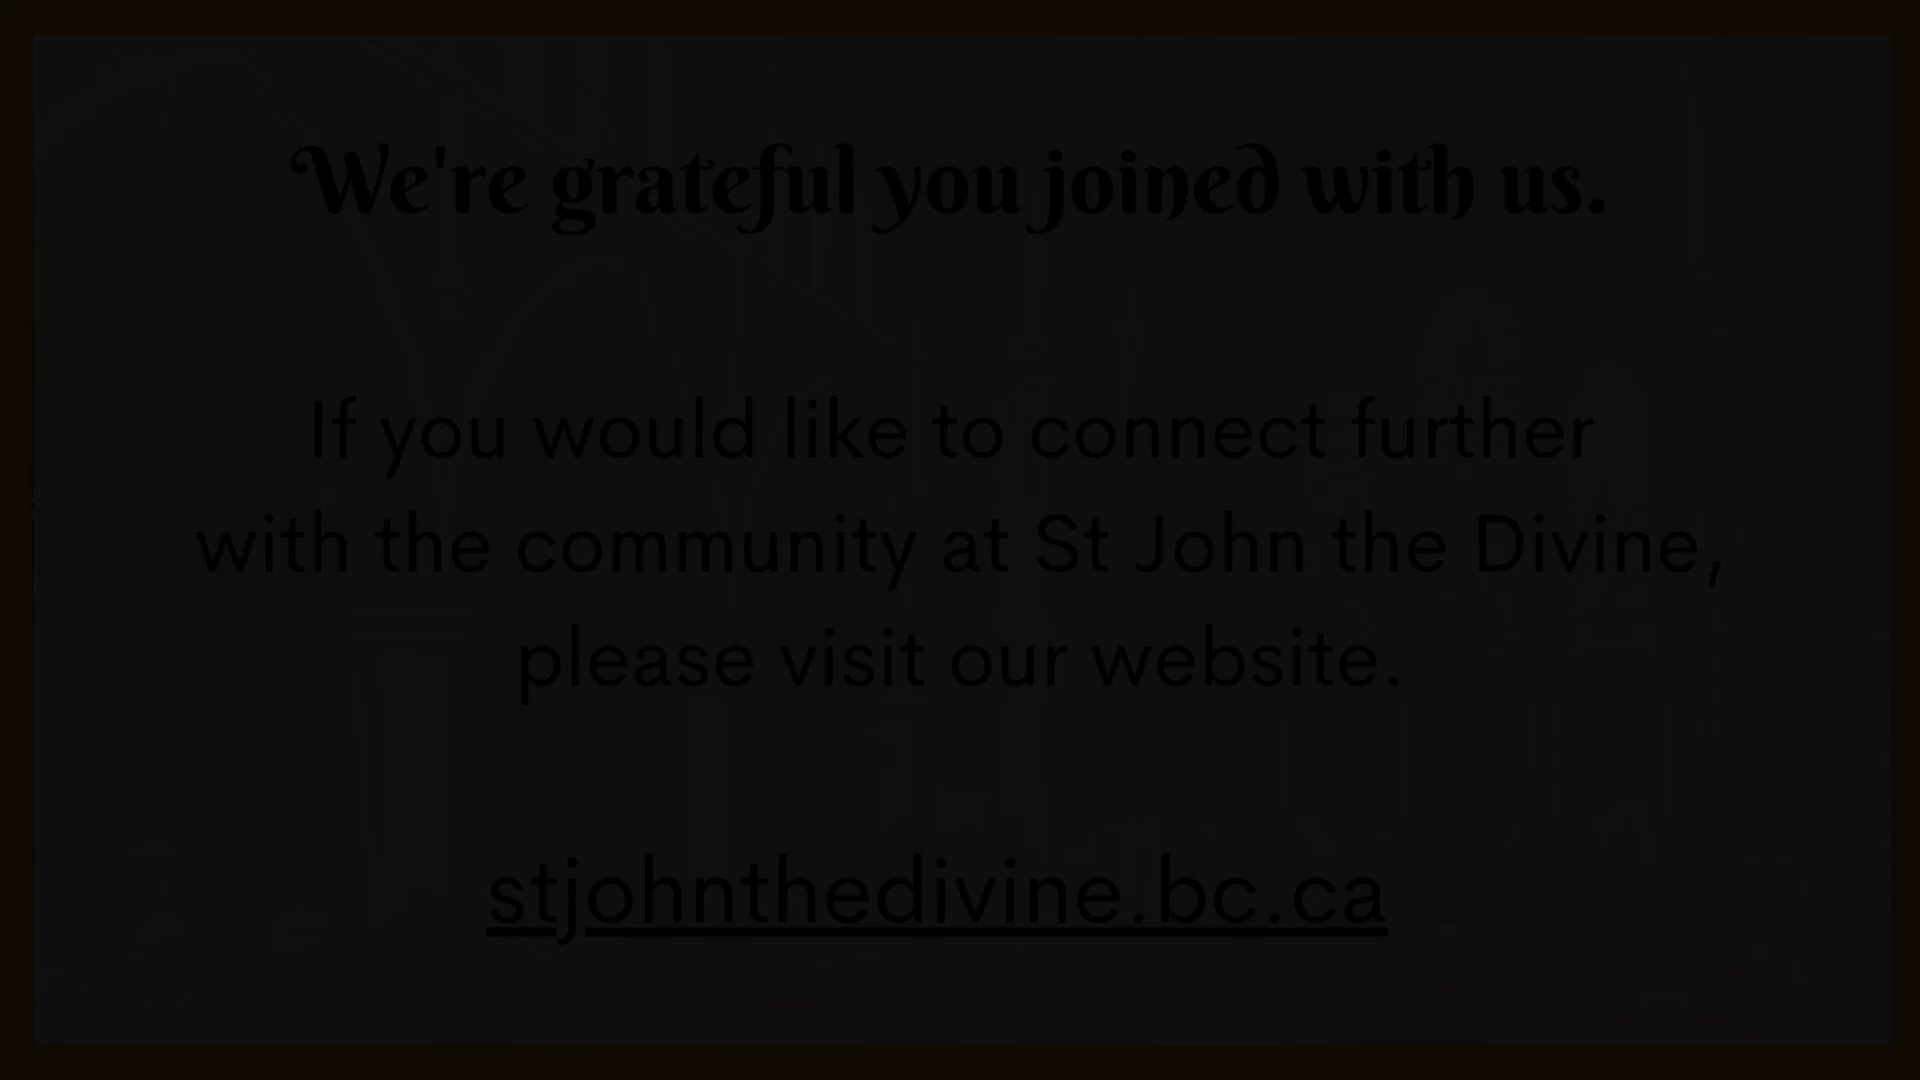 We're grateful you joined with us.
If you would like to connect further
with the community at St John the Divine,
please visit our website.
stjohnthedivine.bc.ca